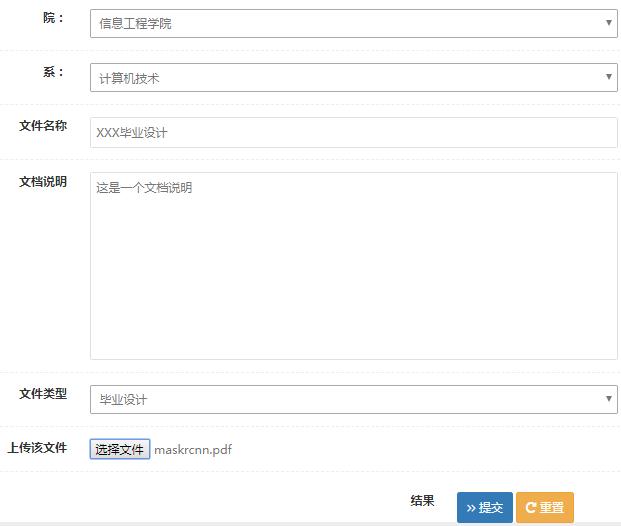 院： 信息工程学院
系： 计算机技术
文件名称 XXX毕业设计
文档说明 这是一个文档说明
文件类型 毕业设计
上传该文件 选择文件 maskrcnn.pdf
结果 提交 重置